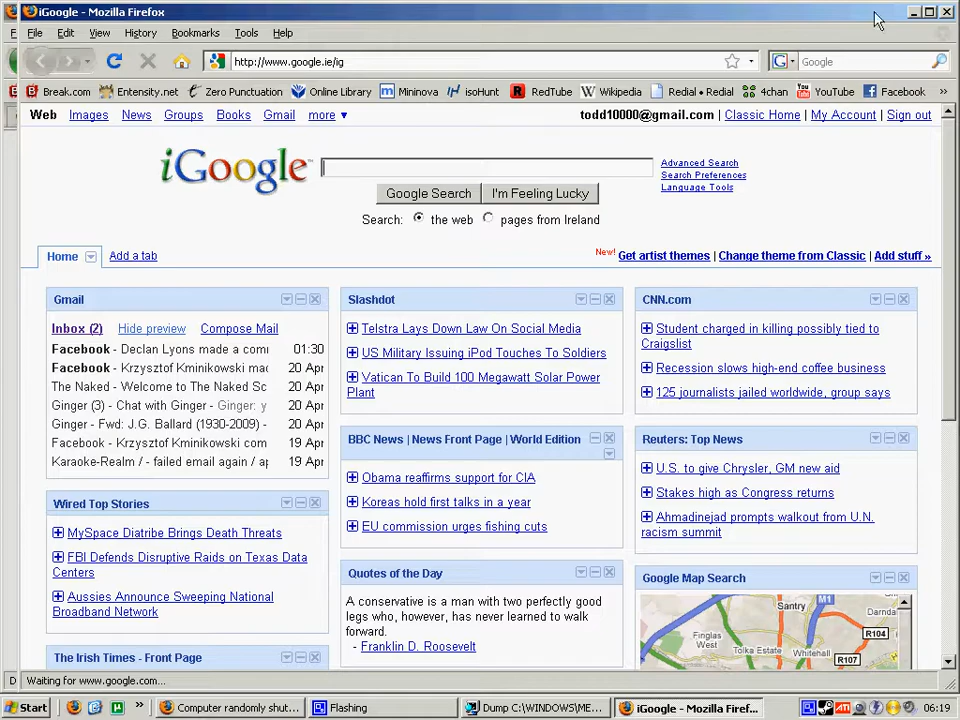 iGoogle - Mozilla Firefox
File Edit View History Bookmarks Tools Help
http://www.google.ie/ig
Google
Break.com Entensity.net Zero Punctuation Online Library Mininova isoHunt RedTube Wikipedia Redial • Redial 4chan YouTube Facebook »
Web Images News Groups Books Gmail more ▼
todd10000@gmail.com | Classic Home | My Account | Sign out
iGoogle™
Advanced Search
Search Preferences
Language Tools
Google Search I'm Feeling Lucky
Search: the web pages from Ireland
Home Add a tab
New! Get artist themes | Change theme from Classic | Add stuff »
Gmail
Inbox (2) Hide preview Compose Mail
Facebook - Declan Lyons made a com 01:30
Facebook - Krzysztof Kminikowski mac 20 Apr
The Naked - Welcome to The Naked Sc 20 Apr
Ginger (3) - Chat with Ginger - Ginger: y 20 Apr
Ginger - Fwd: J.G. Ballard (1930-2009) - 20 Apr
Facebook - Krzysztof Kminikowski com 19 Apr
Karaoke-Realm / - failed email again / ap 19 Apr
Wired Top Stories
MySpace Diatribe Brings Death Threats
FBI Defends Disruptive Raids on Texas Data
Centers
Aussies Announce Sweeping National
Broadband Network
The Irish Times - Front Page
Slashdot
Telstra Lays Down Law On Social Media
US Military Issuing iPod Touches To Soldiers
Vatican To Build 100 Megawatt Solar Power
Plant
BBC News | News Front Page | World Edition
Obama reaffirms support for CIA
Koreas hold first talks in a year
EU commission urges fishing cuts
Quotes of the Day
A conservative is a man with two perfectly good
legs who, however, has never learned to walk
forward.
- Franklin D. Roosevelt
CNN.com
Student charged in killing possibly tied to
Craigslist
Recession slows high-end coffee business
125 journalists jailed worldwide, group says
Reuters: Top News
U.S. to give Chrysler, GM new aid
Stakes high as Congress returns
Ahmadinejad prompts walkout from U.N.
racism summit
Google Map Search
M1
Santry
Darnda
Finglas
West
Tolka Estate
Whitehall
R104
R107
D Waiting for www.google.com...
Start » Computer randomly shut... Flashing Dump C:\WINDOWS\ME... iGoogle - Mozilla Firef... 06:19